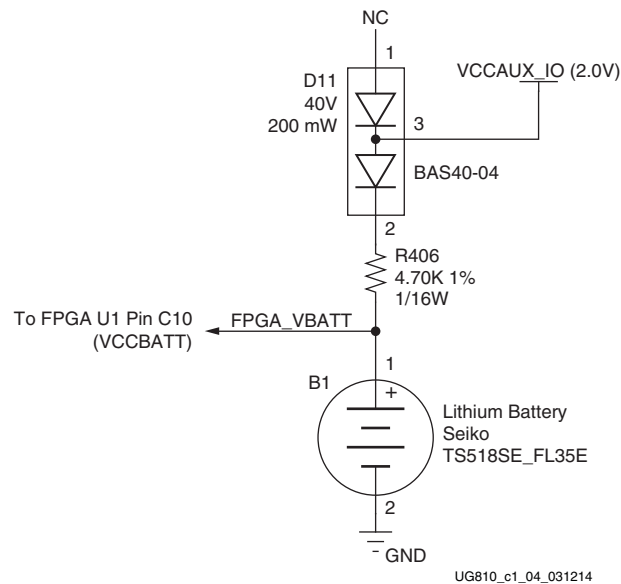 NC
1
D11
40V
200 mW
VCCAUX_IO (2.0V)
3
BAS40-04
2
R406
4.70K 1%
1/16W
To FPGA U1 Pin C10
(VCCBATT)
FPGA_VBATT
1
B1
+
Lithium Battery
Seiko
TS518SE_FL35E
2
GND
UG810_c1_04_031214